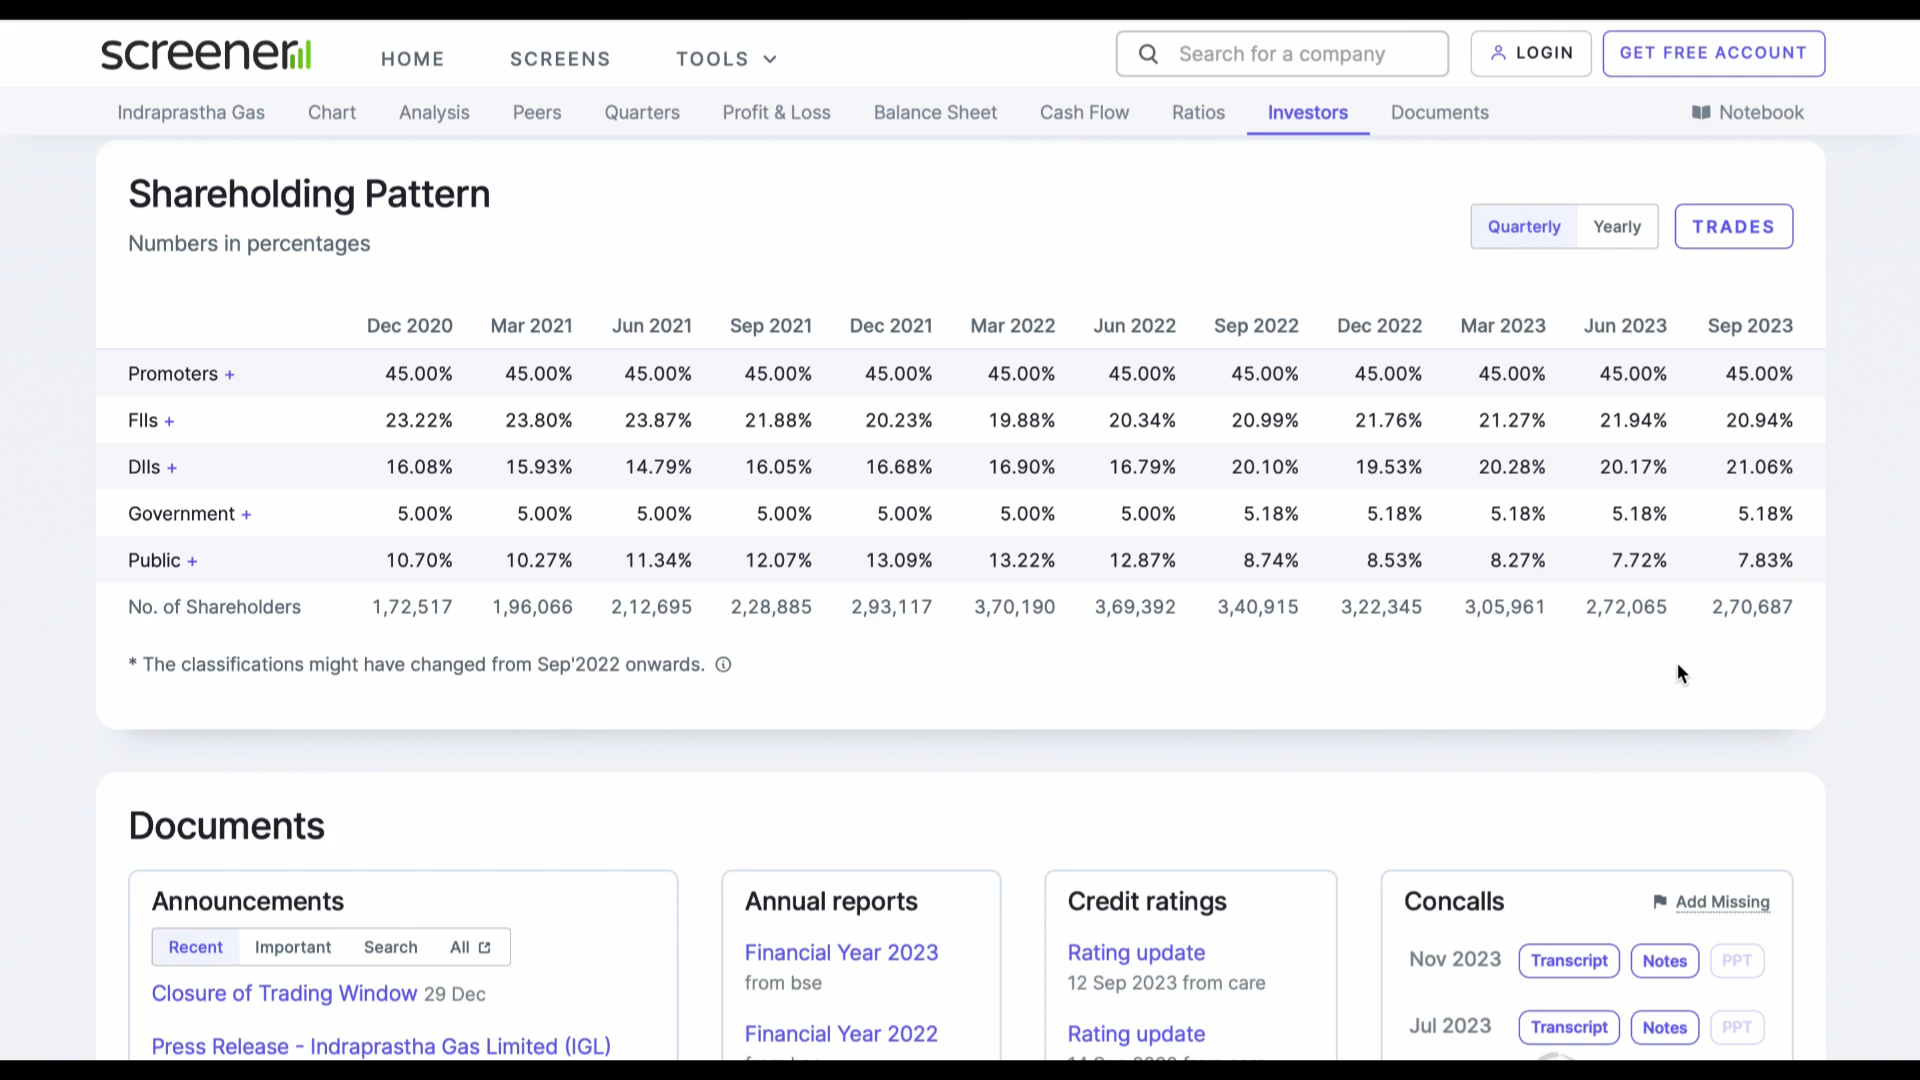 screener
HOME SCREENS TOOLS Search for a company LOGIN GET FREE ACCOUNT
Indraprastha Gas Chart Analysis Peers Quarters Profit & Loss Balance Sheet Cash Flow Ratios Investors Documents Notebook
Shareholding Pattern
Numbers in percentages
Quarterly Yearly TRADES
Dec 2020 Mar 2021 Jun 2021 Sep 2021 Dec 2021 Mar 2022 Jun 2022 Sep 2022 Dec 2022 Mar 2023 Jun 2023 Sep 2023
Promoters + 45.00% 45.00% 45.00% 45.00% 45.00% 45.00% 45.00% 45.00% 45.00% 45.00% 45.00% 45.00%
FIIs + 23.22% 23.80% 23.87% 21.88% 20.23% 19.88% 20.34% 20.99% 21.76% 21.27% 21.94% 20.94%
DIIs + 16.08% 15.93% 14.79% 16.05% 16.68% 16.90% 16.79% 20.10% 19.53% 20.28% 20.17% 21.06%
Government + 5.00% 5.00% 5.00% 5.00% 5.00% 5.00% 5.00% 5.18% 5.18% 5.18% 5.18% 5.18%
Public + 10.70% 10.27% 11.34% 12.07% 13.09% 13.22% 12.87% 8.74% 8.53% 8.27% 7.72% 7.83%
No. of Shareholders 1,72,517 1,96,066 2,12,695 2,28,885 2,93,117 3,70,190 3,69,392 3,40,915 3,22,345 3,05,961 2,72,065 2,70,687
* The classifications might have changed from Sep'2022 onwards.
Documents
Announcements
Recent Important Search All
Closure of Trading Window 29 Dec
Press Release - Indraprastha Gas Limited (IGL)
Annual reports
Financial Year 2023
from bse
Financial Year 2022
Credit ratings
Rating update
12 Sep 2023 from care
Rating update
Concalls Add Missing
Nov 2023 Transcript Notes PPT
Jul 2023 Transcript Notes PPT